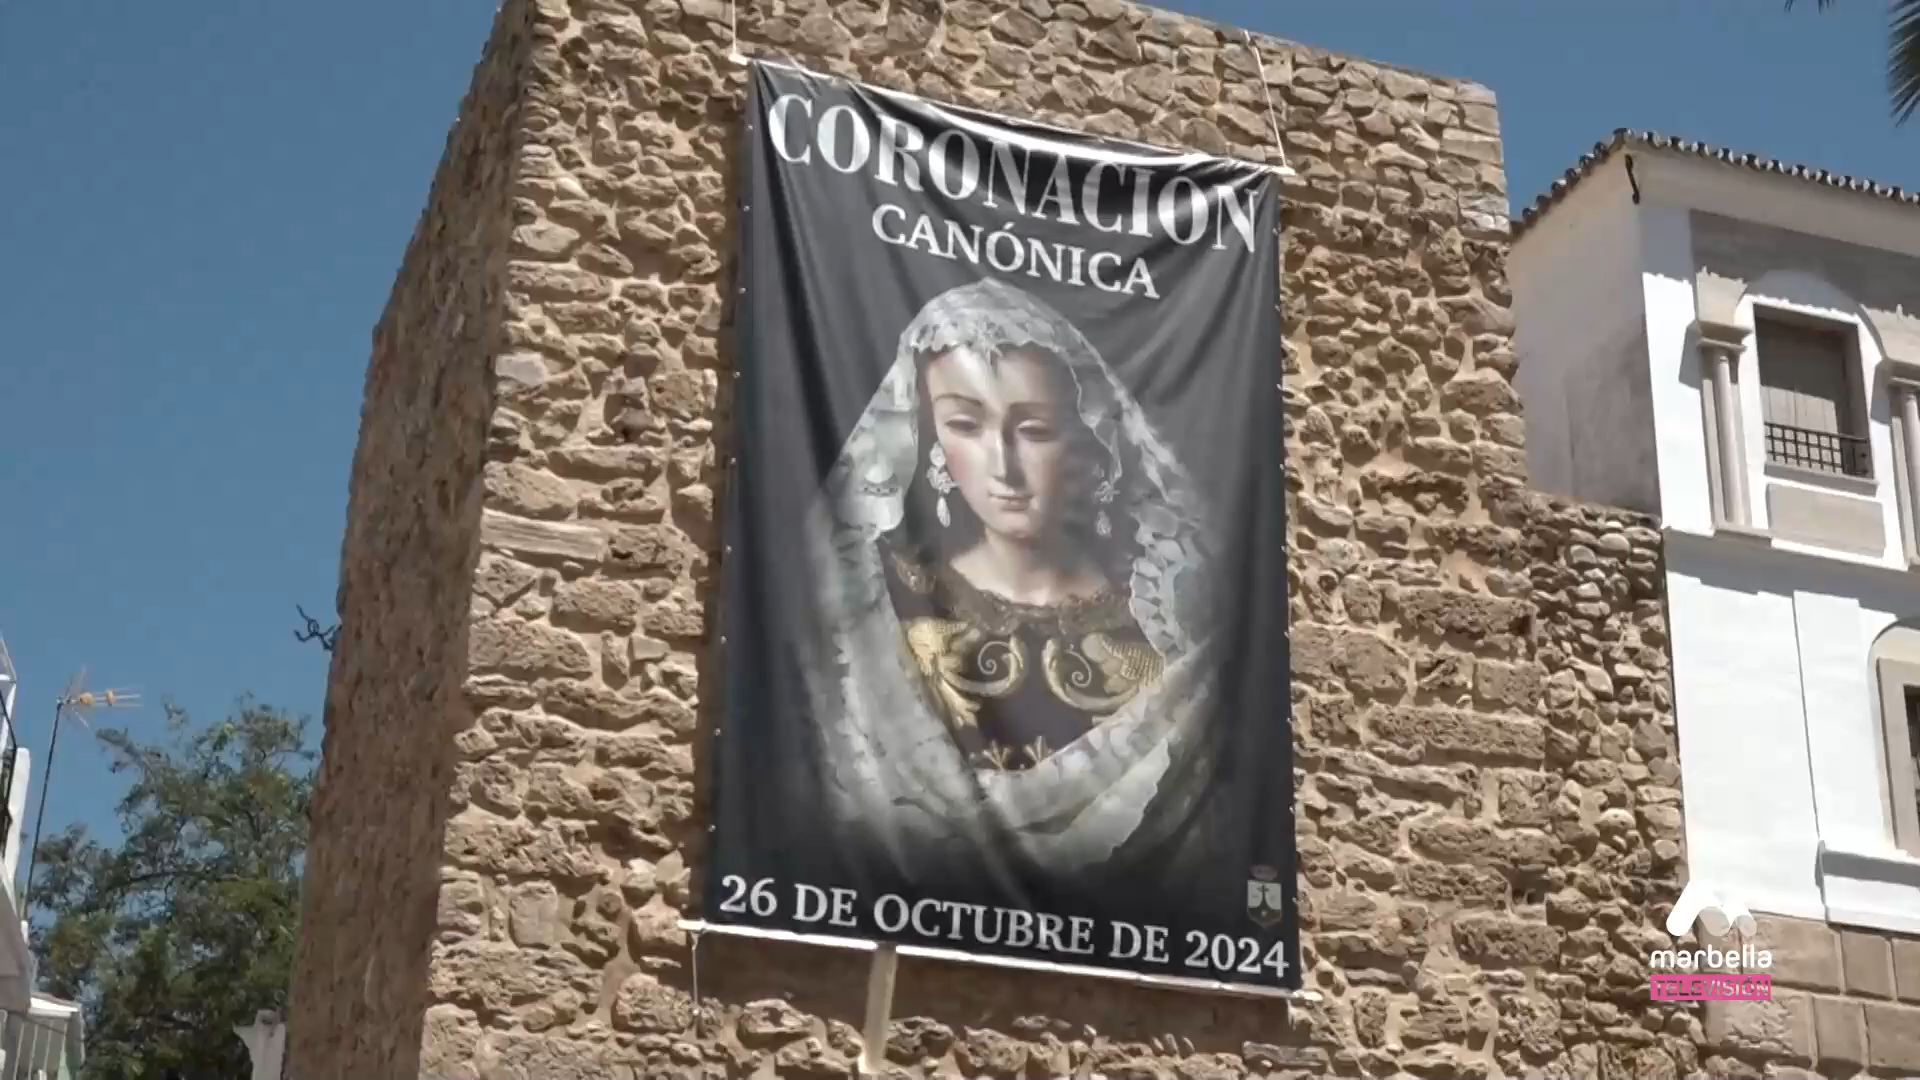 CORONACIÓN
CANÓNICA
26 DE OCTUBRE DE 2024
marbella
TELEVISIÓN